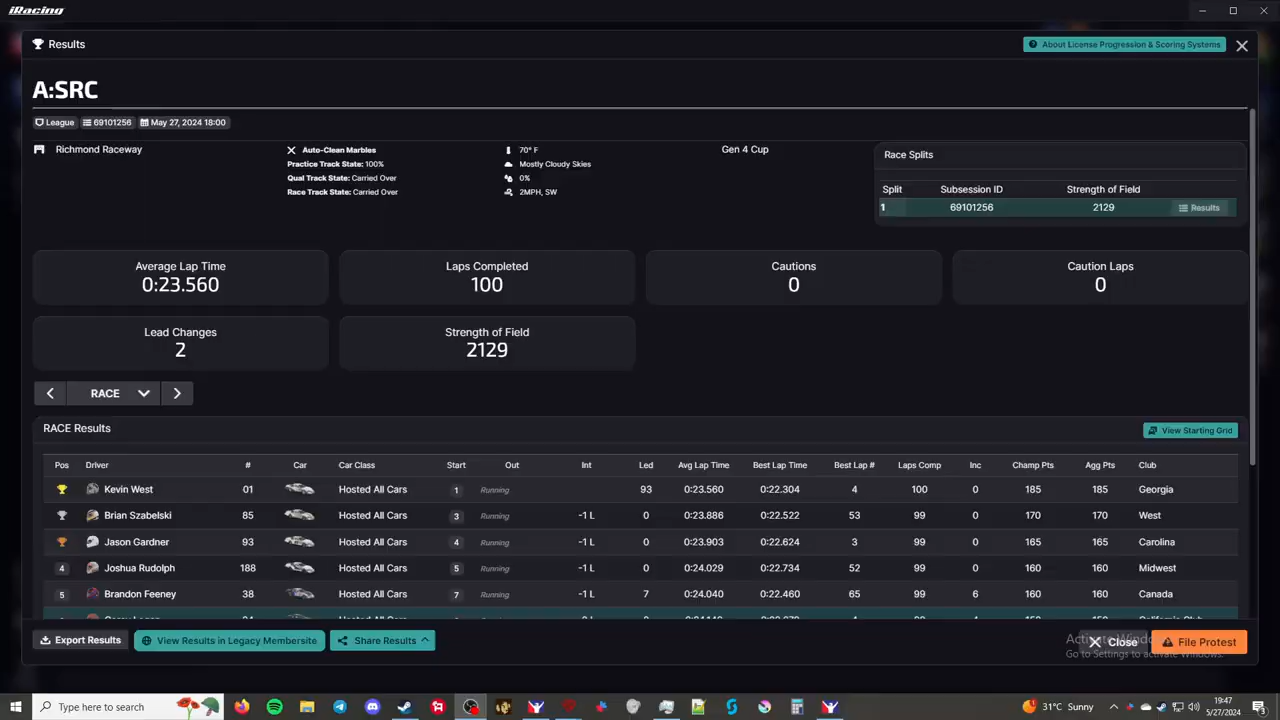 iRacing
Results
About License Progression & Scoring Systems
A:SRC
League 69101256 May 27, 2024 18:00
Richmond Raceway
Auto-Clean Marbles
Practice Track State: 100%
Qual Track State: Carried Over
Race Track State: Carried Over
70° F
Mostly Cloudy Skies
0%
2MPH, SW
Gen 4 Cup
Race Splits
Split Subsession ID Strength of Field
1 69101256 2129 Results
Average Lap Time
0:23.560
Laps Completed
100
Cautions
0
Caution Laps
0
Lead Changes
2
Strength of Field
2129
RACE
RACE Results
View Starting Grid
Pos Driver # Car Car Class Start Out Int Led Avg Lap Time Best Lap Time Best Lap # Laps Comp Inc Champ Pts Agg Pts Club
Kevin West 01 Hosted All Cars 1 Running 93 0:23.560 0:22.304 4 100 0 185 185 Georgia
Brian Szabelski 85 Hosted All Cars 3 Running -1 L 0 0:23.886 0:22.522 53 99 0 170 170 West
Jason Gardner 93 Hosted All Cars 4 Running -1 L 0 0:23.903 0:22.624 3 99 0 165 165 Carolina
4 Joshua Rudolph 188 Hosted All Cars 5 Running -1 L 0 0:24.029 0:22.734 52 99 0 160 160 Midwest
5 Brandon Feeney 38 Hosted All Cars 7 Running -1 L 7 0:24.040 0:22.460 65 99 6 160 160 Canada
Export Results
View Results in Legacy Membersite
Share Results
Close
File Protest
Go to Settings to activate Windows.
Type here to search
31°C Sunny
19:47
5/27/2024